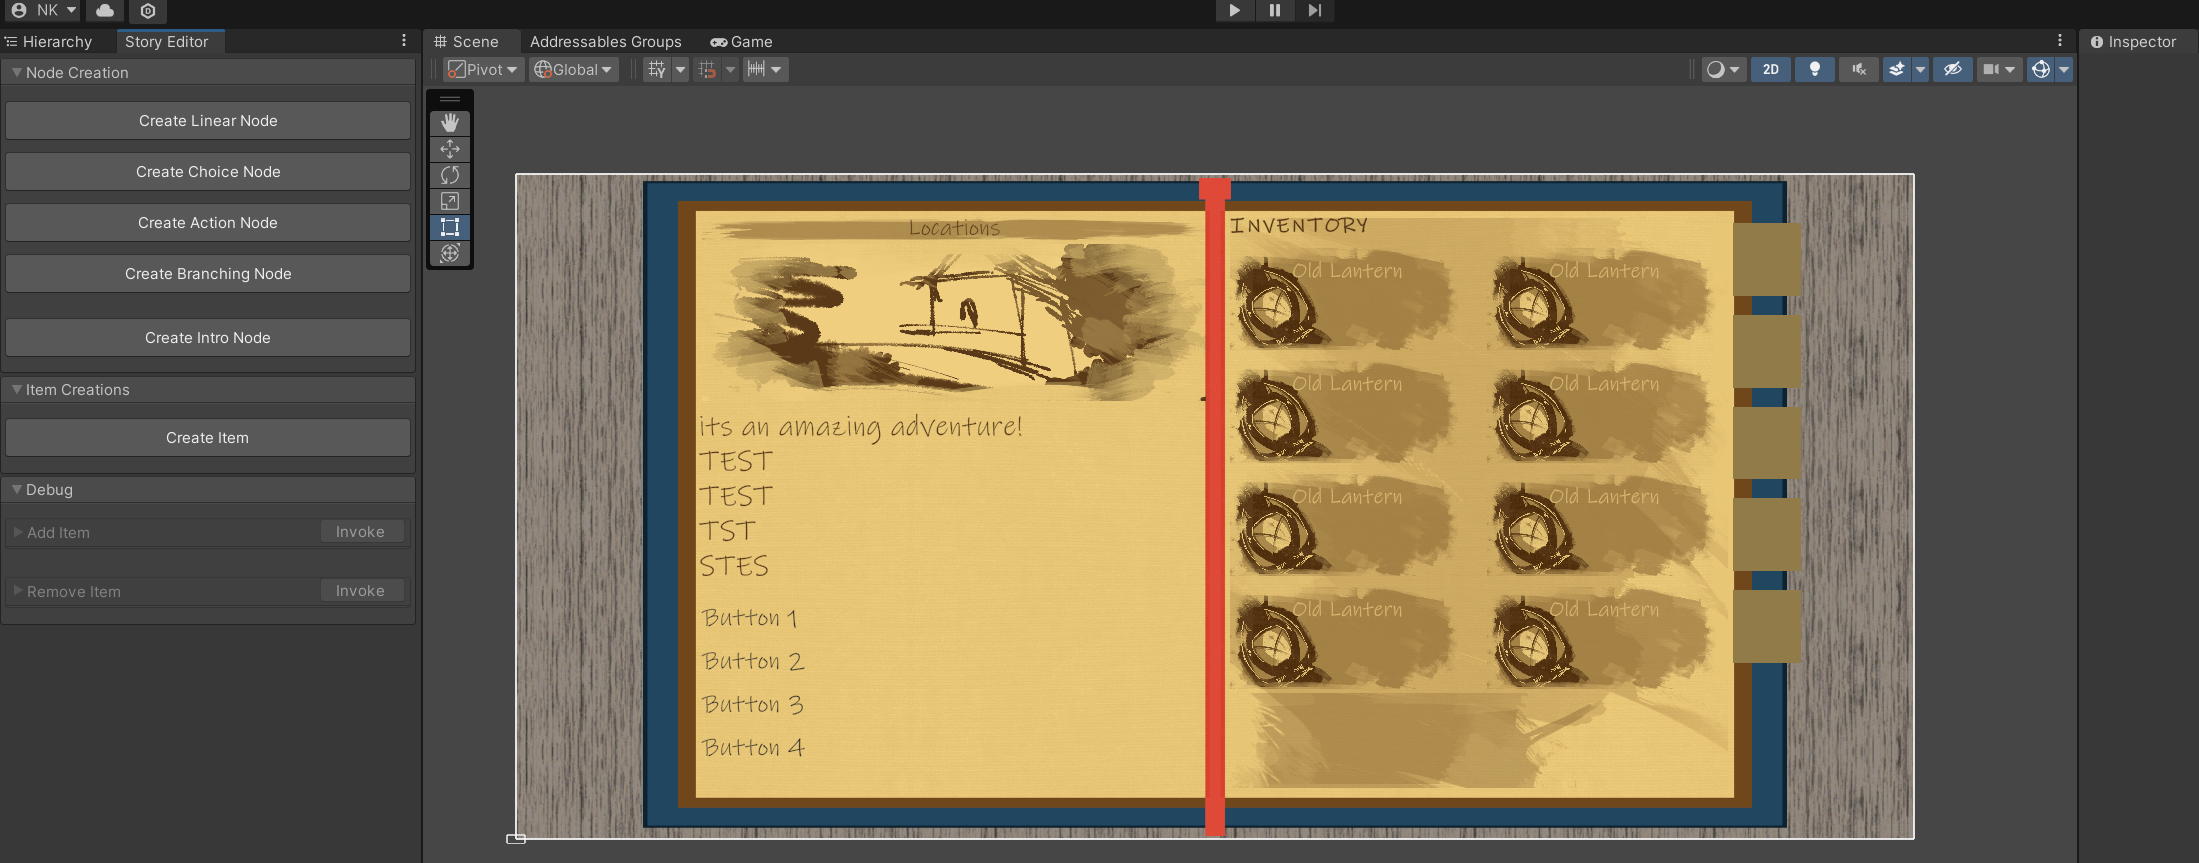 NK
Hierarchy
Story Editor
Scene
Addressables Groups
Game
Inspector
Node Creation
Pivot
Global
2D
Create Linear Node
Create Choice Node
Create Action Node
Create Branching Node
Create Intro Node
Item Creations
Create Item
Debug
Add Item
Invoke
Remove Item
Invoke
Locations
its an amazing adventure!
TEST
TEST
TST
STES
Button 1
Button 2
Button 3
Button 4
INVENTORY
Old Lantern
Old Lantern
Old Lantern
Old Lantern
Old Lantern
Old Lantern
Old Lantern
Old Lantern